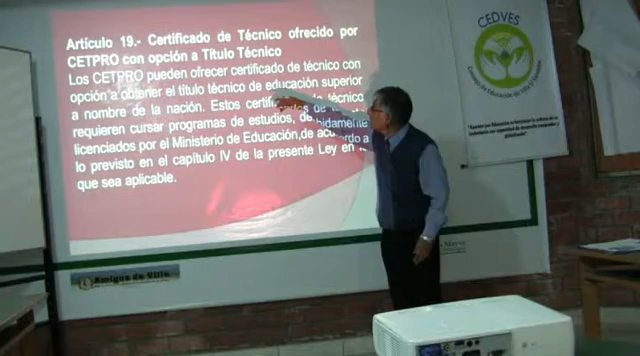 Artículo 19.- Certificado de Técnico ofrecido por
CETPRO con opción a Título Técnico
Los CETPRO pueden ofrecer certificado de técnico con
opción a obtener el título técnico de educación superior
a nombre de la nación. Estos de técnico
requieren cursar programas de estudios, debidamente
licenciados por el Ministerio de Educación,de acuerdo a
lo previsto en el capítulo IV de la presente Ley en
que sea aplicable.
CEDVES
Amigos de Villa